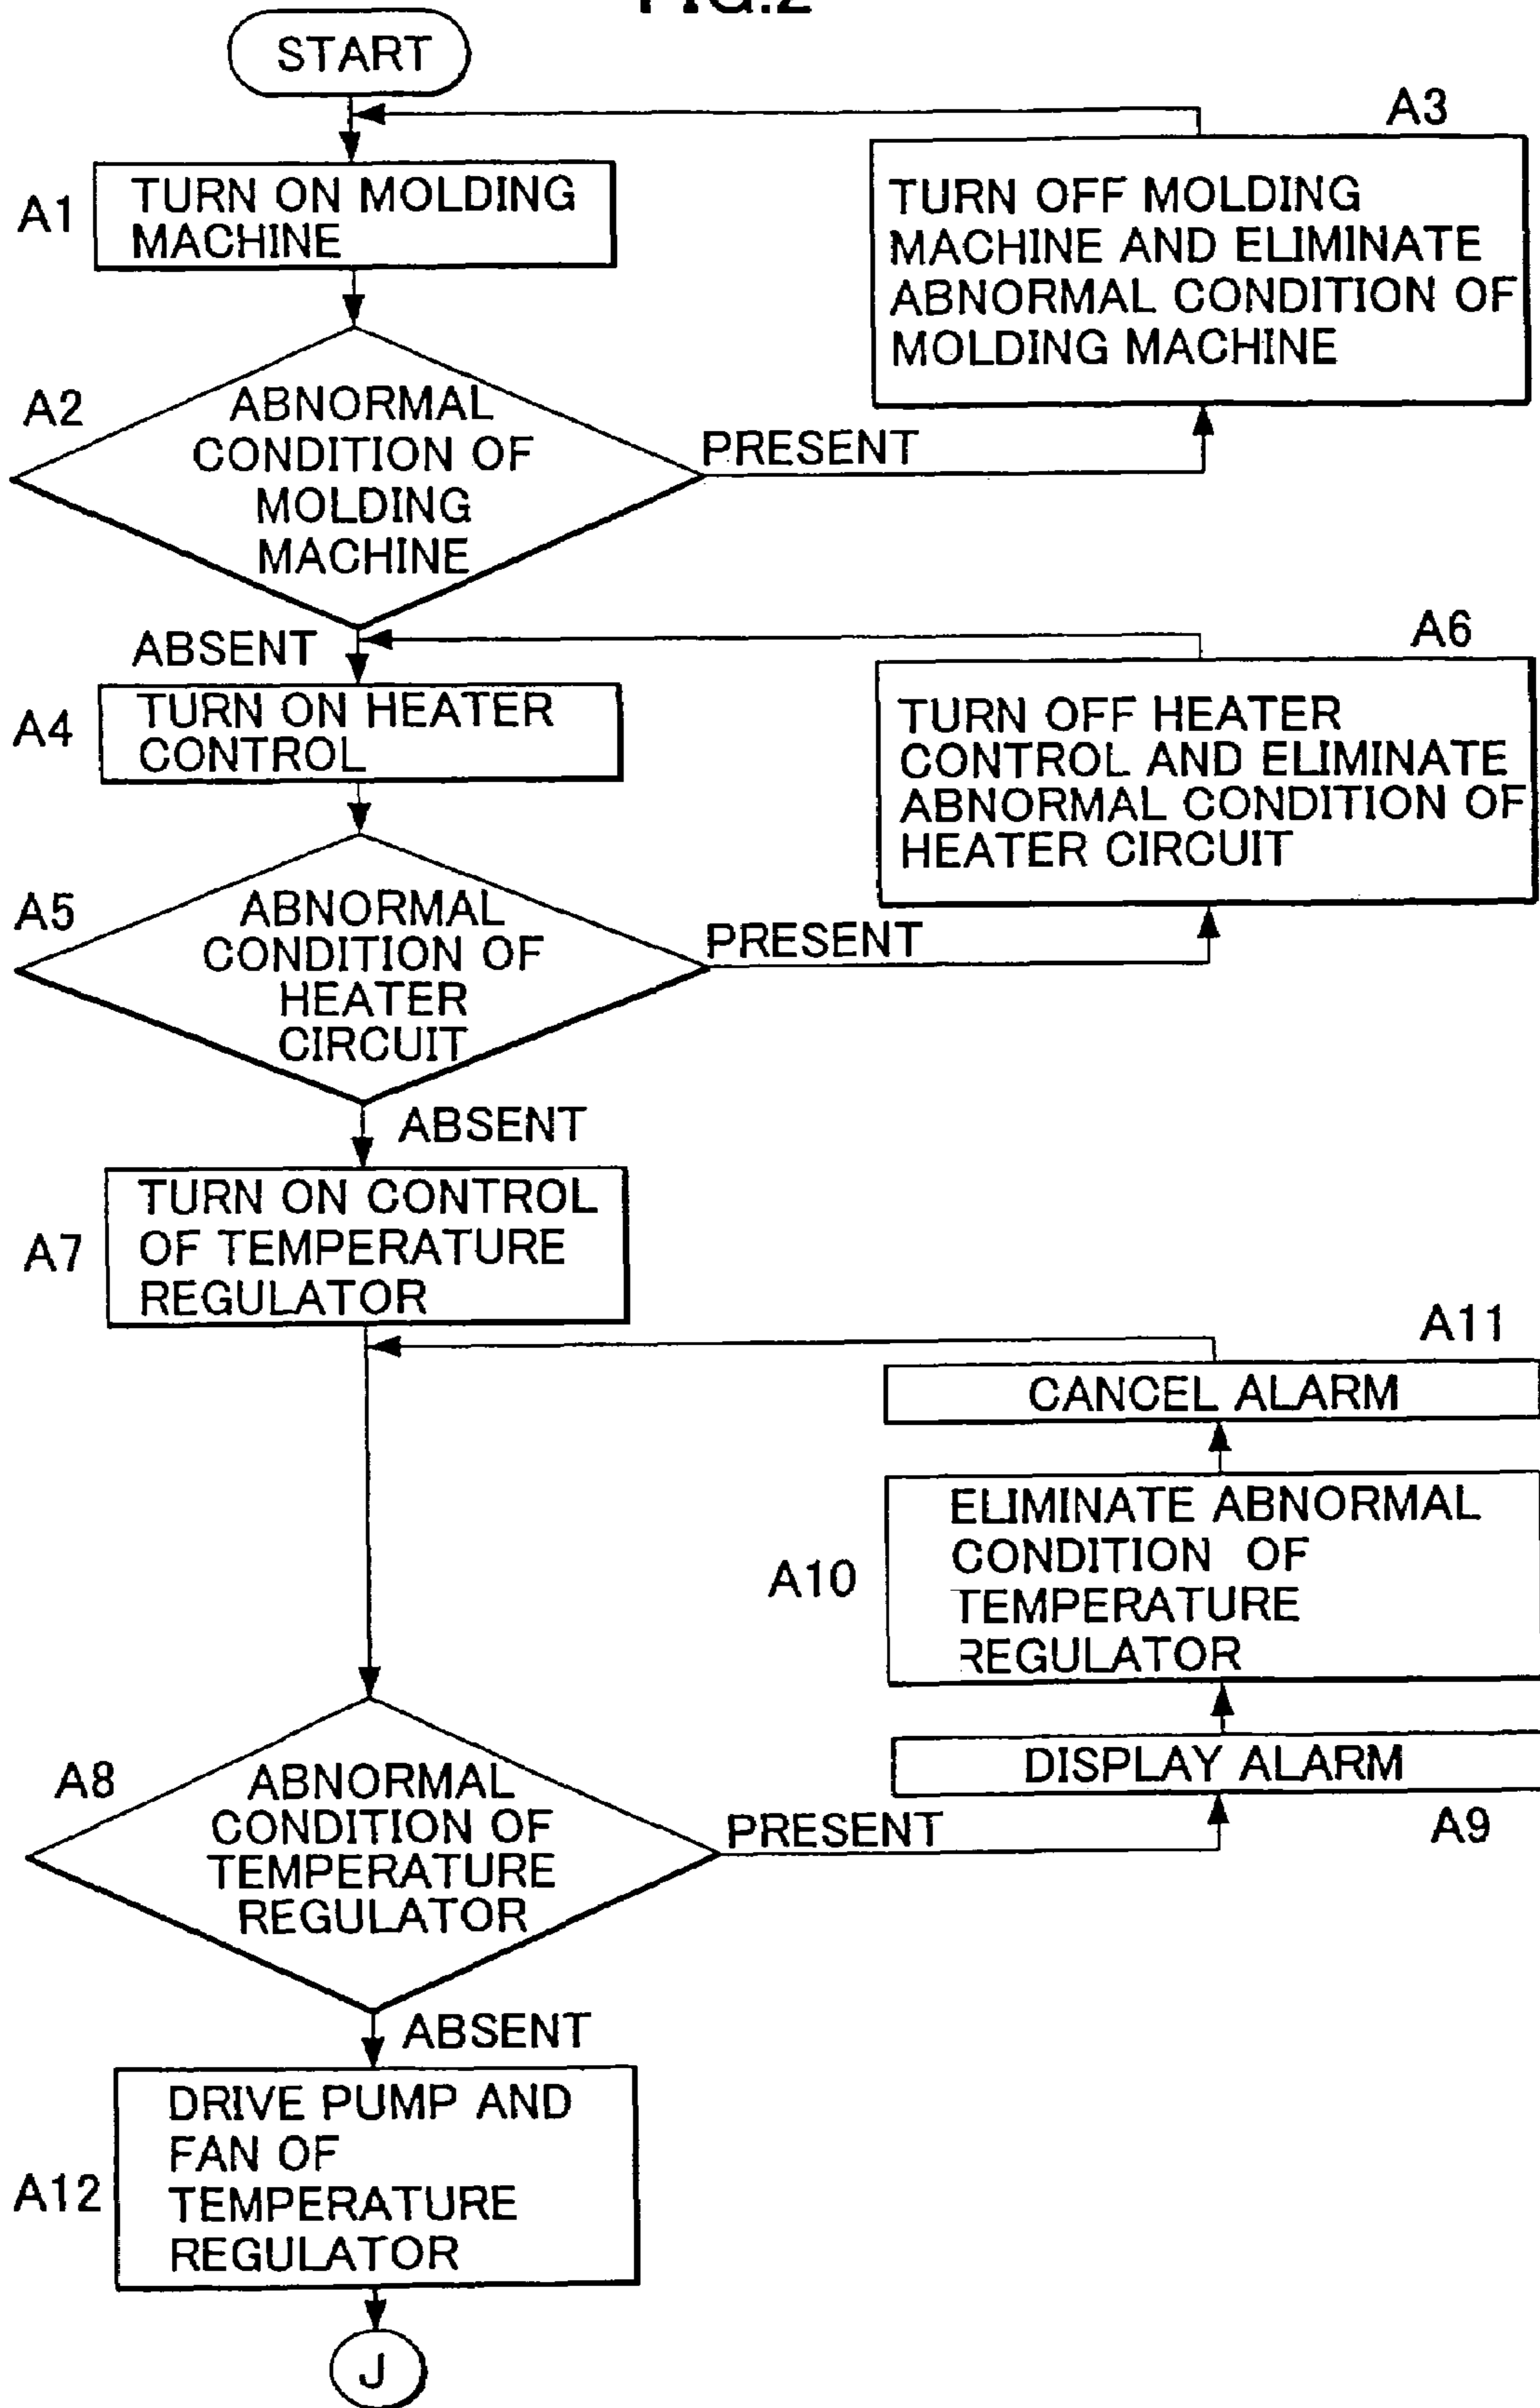 FIG.2
START
A3
A1
TURN ON MOLDING
MACHINE
TURN OFF MOLDING
MACHINE AND ELIMINATE
ABNORMAL CONDITION OF
MOLDING MACHINE
A2
ABNORMAL
CONDITION OF
MOLDING
MACHINE
PRESENT
ABSENT
A6
A4
TURN ON HEATER
CONTROL
TURN OFF HEATER
CONTROL AND ELIMINATE
ABNORMAL CONDITION OF
HEATER CIRCUIT
A5
ABNORMAL
CONDITION OF
HEATER
CIRCUIT
PRESENT
ABSENT
A7
TURN ON CONTROL
OF TEMPERATURE
REGULATOR
A11
CANCEL ALARM
A10
ELIMINATE ABNORMAL
CONDITION OF
TEMPERATURE
REGULATOR
DISPLAY ALARM
A9
A8
ABNORMAL
CONDITION OF
TEMPERATURE
REGULATOR
PRESENT
ABSENT
A12
DRIVE PUMP AND
FAN OF
TEMPERATURE
REGULATOR
J